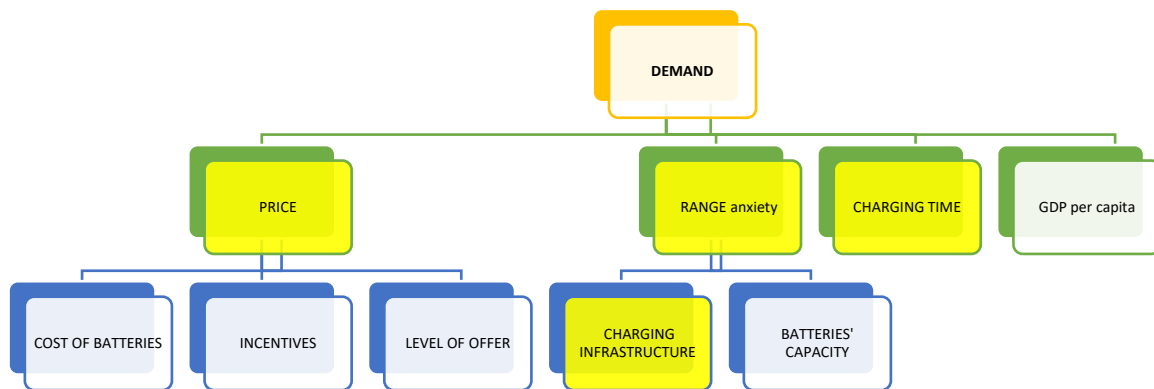 DEMAND
PRICE
RANGE anxiety
CHARGING TIME
GDP per capita
COST OF BATTERIES
INCENTIVES
LEVEL OF OFFER
CHARGING
INFRASTRUCTURE
BATTERIES'
CAPACITY